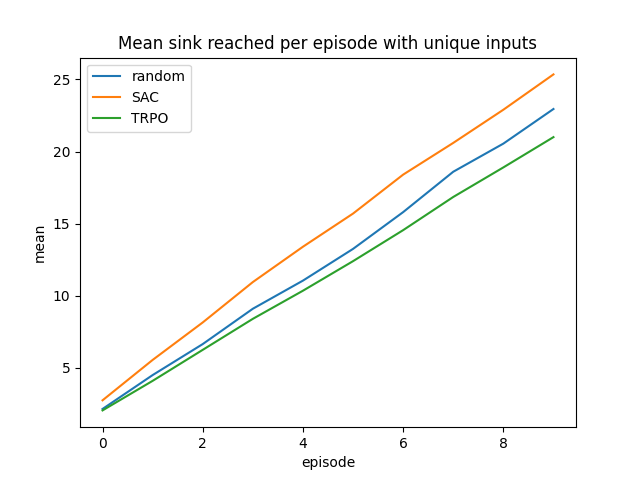 Mean sink reached per episode with unique inputs
random
SAC
TRPO
25
20
15
10
5
mean
0 2 4 6 8
episode